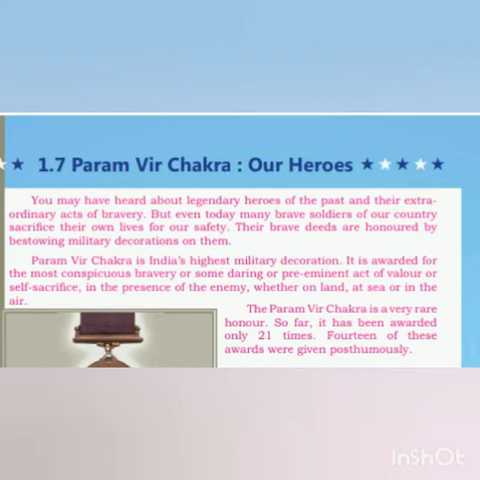 1.7 Param Vir Chakra : Our Heroes
You may have heard about legendary heroes of the past and their extra-
ordinary acts of bravery. But even today many brave soldiers of our country
sacrifice their own lives for our safety. Their brave deeds are honoured by
bestowing military decorations on them.
Param Vir Chakra is India's highest military decoration. It is awarded for
the most conspicuous bravery or some daring or pre-eminent act of valour or
self-sacrifice, in the presence of the enemy, whether on land, at sea or in the
air.
The Param Vir Chakra is a very rare
honour. So far, it has been awarded
only 21 times. Fourteen of these
awards were given posthumously.
InShOt